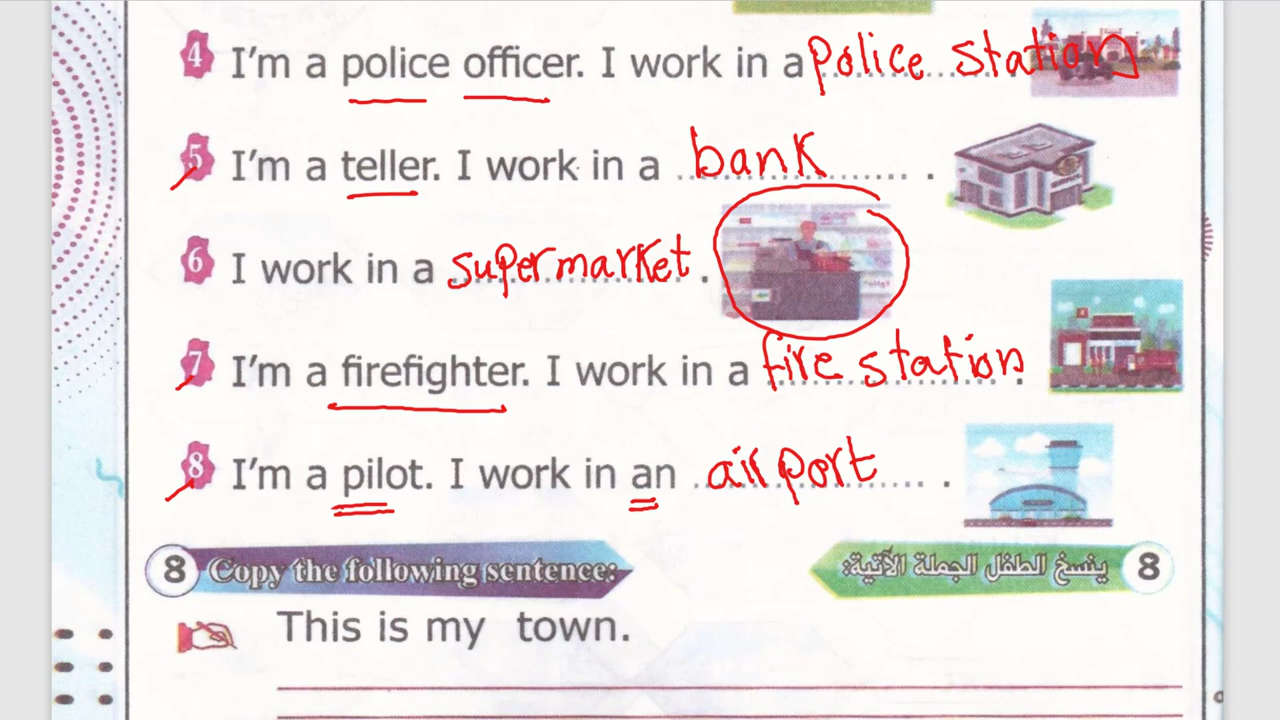 4 I'm a police officer. I work in a police station
5 I'm a teller. I work in a bank .
6 I work in a supermarket .
7 I'm a firefighter. I work in a fire station .
8 I'm a pilot. I work in an airport .
8 Copy the following sentence: ينسخ الطفل الجملة الآتية: 8
This is my town.